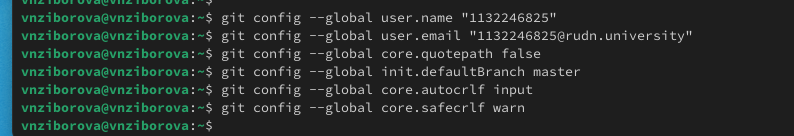 vnziborova@vnziborova:~$ git config --global user.name "1132246825"
vnziborova@vnziborova:~$ git config --global user.email "1132246825@rudn.university"
vnziborova@vnziborova:~$ git config --global core.quotepath false
vnziborova@vnziborova:~$ git config --global init.defaultBranch master
vnziborova@vnziborova:~$ git config --global core.autocrlf input
vnziborova@vnziborova:~$ git config --global core.safecrlf warn
vnziborova@vnziborova:~$